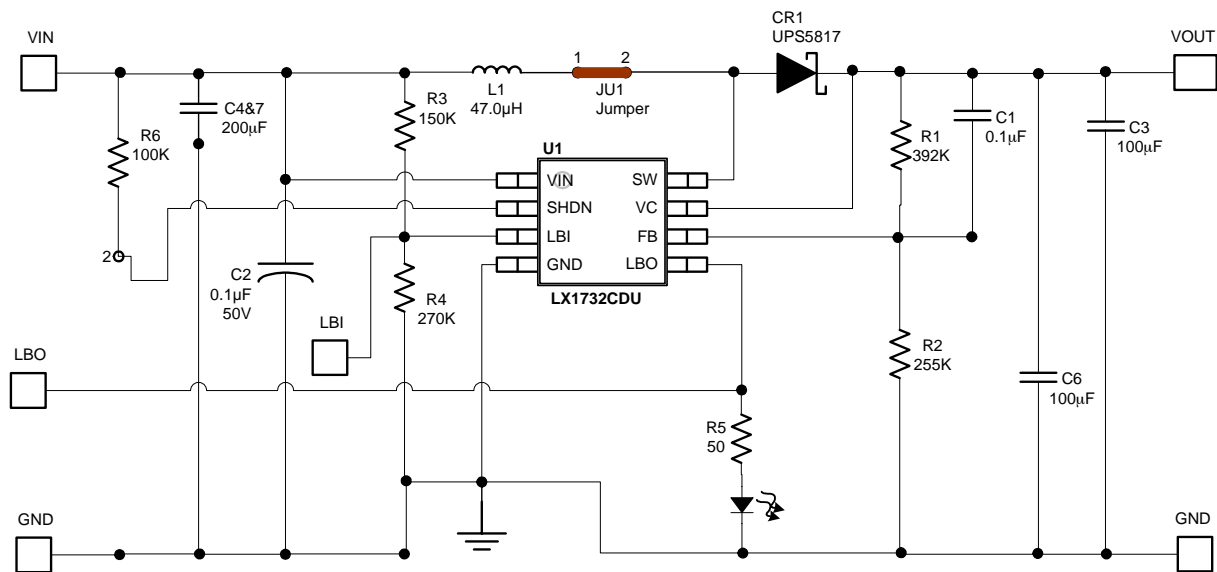 CR1
UPS5817
VIN
VOUT
1
2
L1
47.0µH
JU1
Jumper
C4&7
200µF
R3
150K
R6
100K
R1
392K
C1
0.1µF
C3
100µF
U1
VIN
SW
SHDN
VC
LBI
FB
GND
LBO
LX1732CDU
2
C2
0.1µF
50V
R4
270K
LBI
R2
255K
LBO
C6
100µF
R5
50
GND
GND